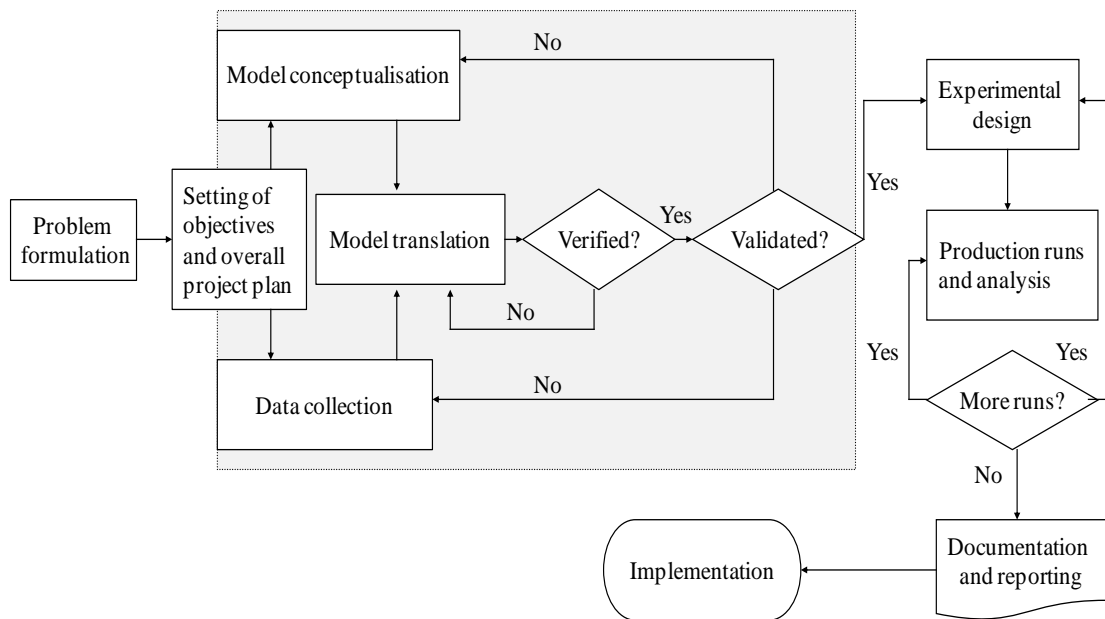 No
Model conceptualisation
Experimental
design
Yes
Setting of
objectives
and overall
project plan
Problem
formulation
Model translation
Verified?
Yes
Validated?
Production runs
and analysis
No
Yes
Yes
No
Data collection
More runs?
No
Documentation
and reporting
Implementation